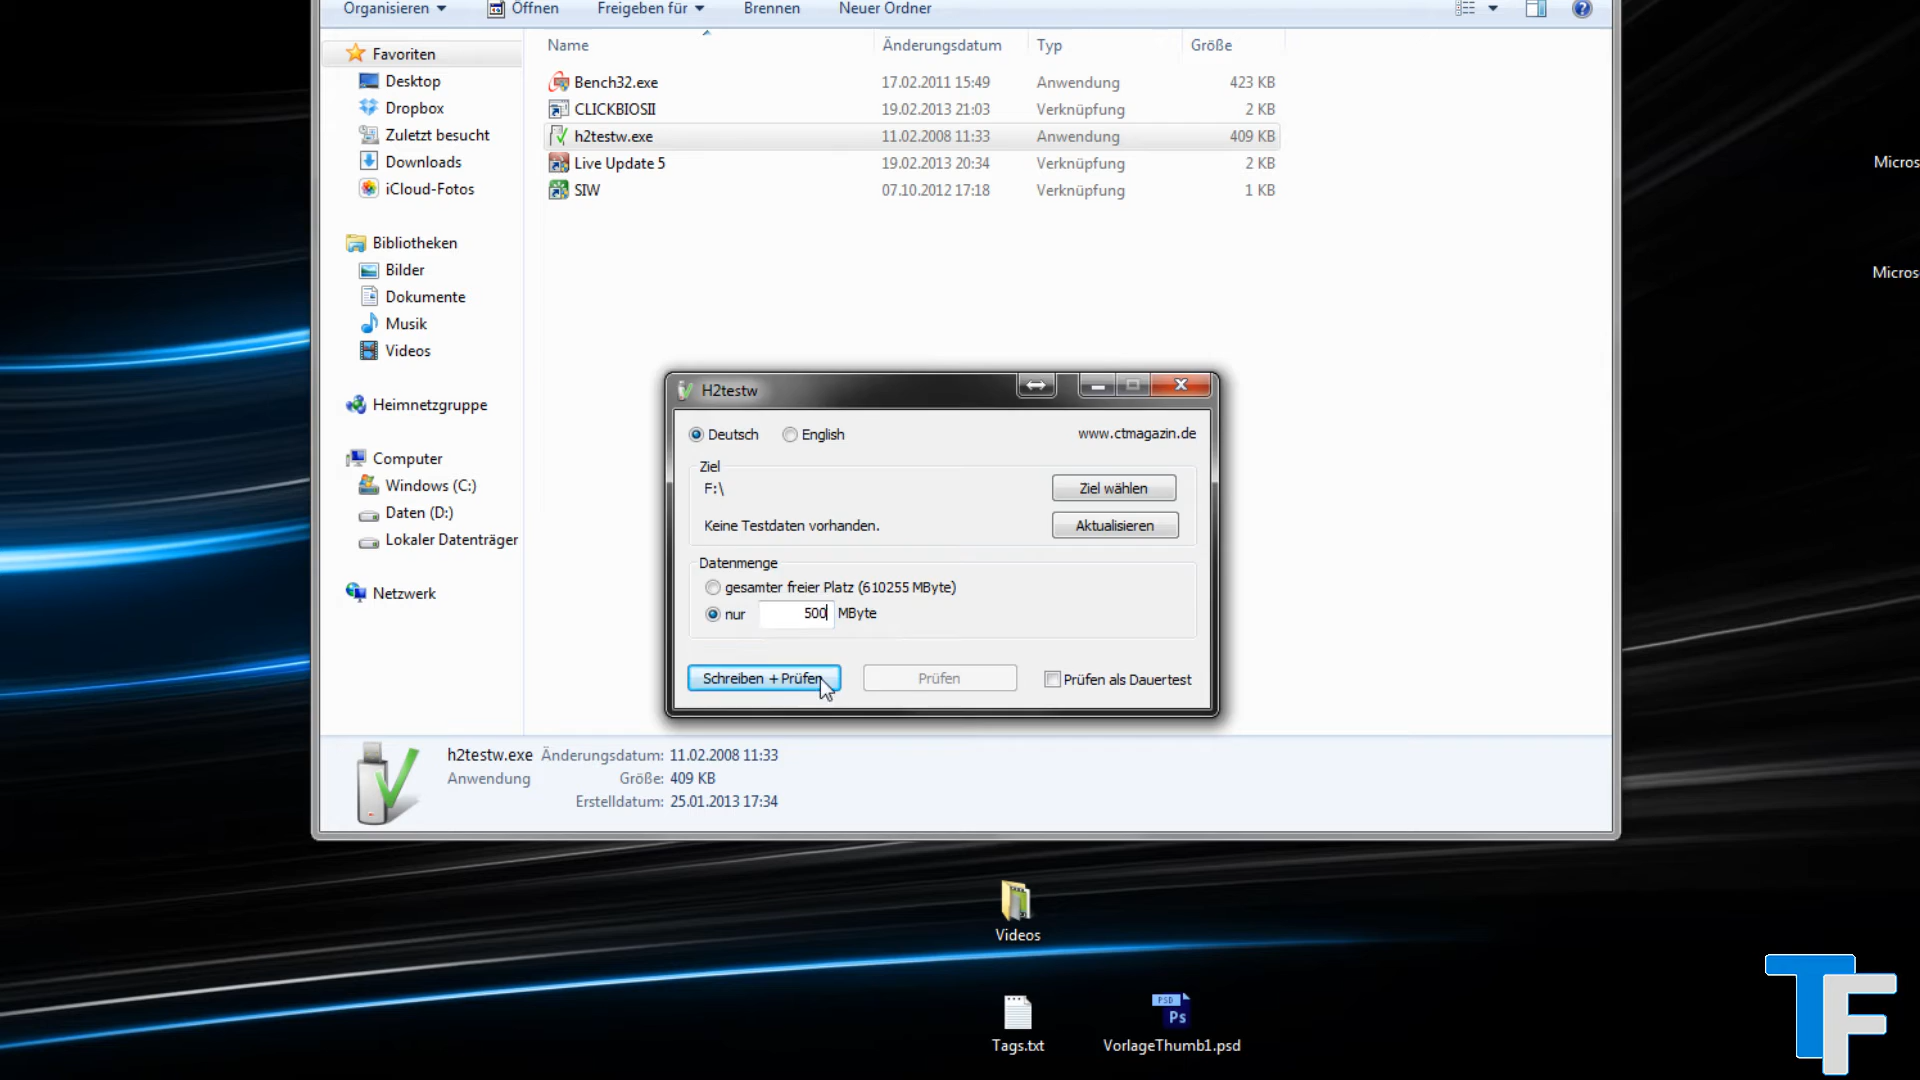 Organisieren Öffnen Freigeben für Brennen Neuer Ordner
Name Änderungsdatum Typ Größe
Favoriten
Desktop
Dropbox
Zuletzt besucht
Downloads
iCloud-Fotos
Bibliotheken
Bilder
Dokumente
Musik
Videos
Heimnetzgruppe
Computer
Windows (C:)
Daten (D:)
Lokaler Datenträger
Netzwerk
Bench32.exe 17.02.2011 15:49 Anwendung 423 KB
CLICKBIOSII 19.02.2013 21:03 Verknüpfung 2 KB
h2testw.exe 11.02.2008 11:33 Anwendung 409 KB
Live Update 5 19.02.2013 20:34 Verknüpfung 2 KB
SIW 07.10.2012 17:18 Verknüpfung 1 KB
H2testw
Deutsch English www.ctmagazin.de
Ziel
F:\ Ziel wählen
Keine Testdaten vorhanden. Aktualisieren
Datenmenge
gesamter freier Platz (610255 MByte)
nur 500 MByte
Schreiben + Prüfen Prüfen Prüfen als Dauertest
h2testw.exe Änderungsdatum: 11.02.2008 11:33
Anwendung Größe: 409 KB
Erstelldatum: 25.01.2013 17:34
Micros
Micros
Videos
Tags.txt
PSD
Ps
VorlageThumb1.psd
TF